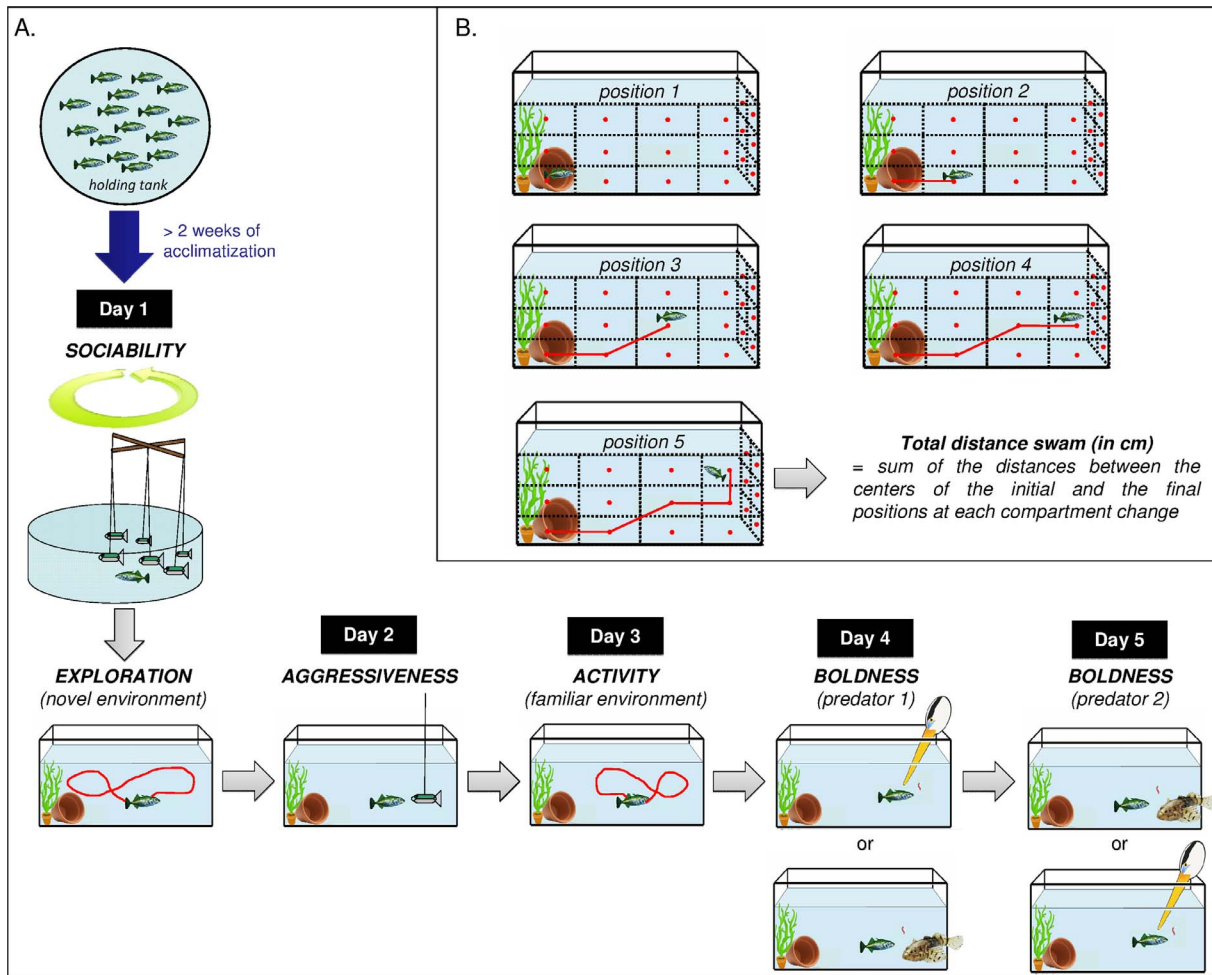 A.
holding tank
> 2 weeks of
acclimatization
Day 1
SOCIABILITY
EXPLORATION
(novel environment)
Day 2
AGGRESSIVENESS
Day 3
ACTIVITY
(familiar environment)
Day 4
BOLDNESS
(predator 1)
or
Day 5
BOLDNESS
(predator 2)
or
B.
position 1
position 2
position 3
position 4
position 5
Total distance swam (in cm)
= sum of the distances between the
centers of the initial and the final
positions at each compartment change